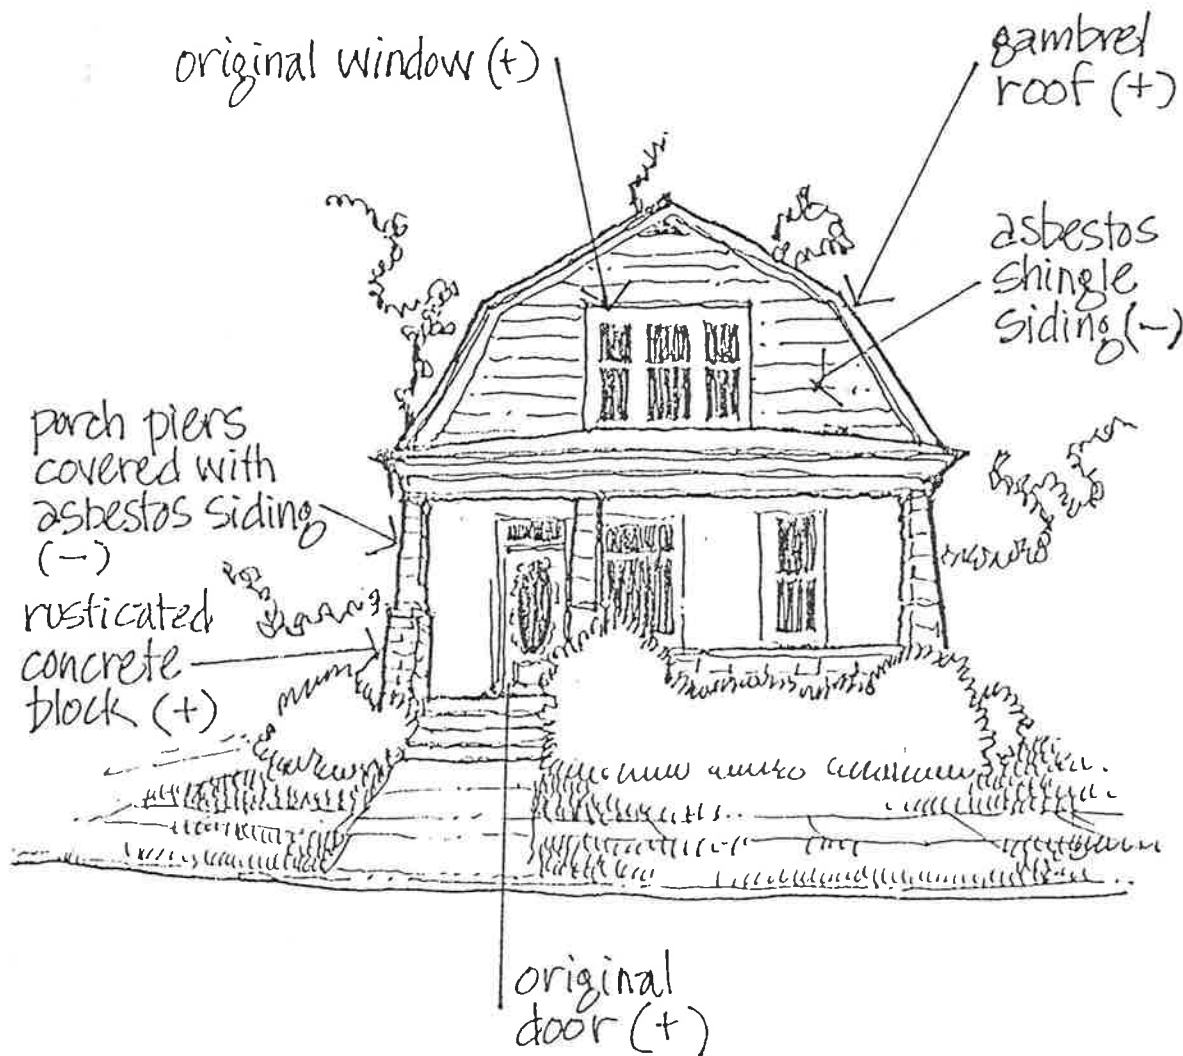 original window (+)
gambrel
roof (+)
asbestos
shingle
siding (-)
porch piers
covered with
asbestos siding
(-)
rusticated
concrete
block (+)
original
door (+)